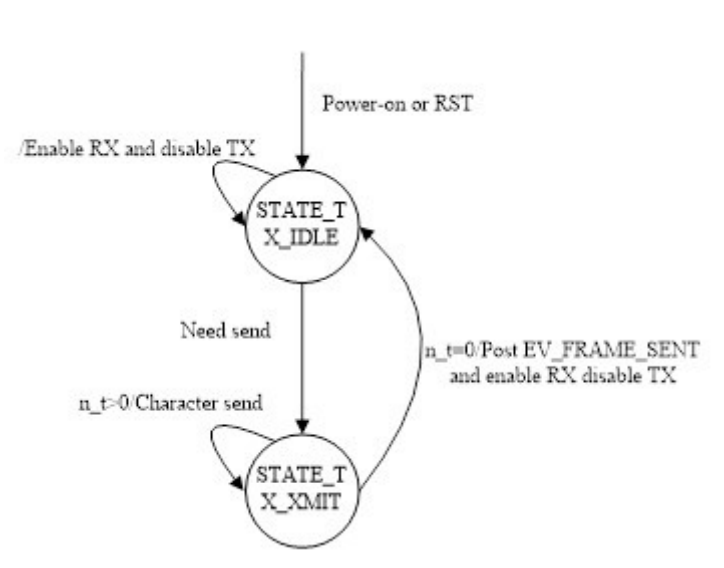 Power-on or RST
/Enable RX and disable TX
STATE_T
X_IDLE
Need send
n_t=0/Post EV_FRAME_SENT
and enable RX disable TX
n_t>0/Character send
STATE_T
X_XMIT